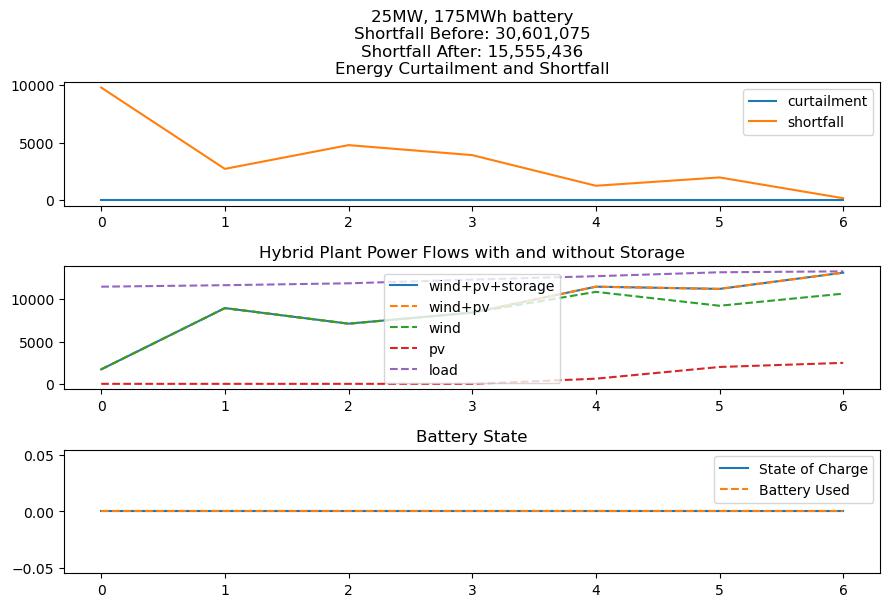 25MW, 175MWh battery
Shortfall Before: 30,601,075
Shortfall After: 15,555,436
Energy Curtailment and Shortfall
10000
5000
0
curtailment
shortfall
0 1 2 3 4 5 6
Hybrid Plant Power Flows with and without Storage
10000
5000
0
wind+pv+storage
wind+pv
wind
pv
load
0 1 2 3 4 5 6
Battery State
0.05
0.00
−0.05
State of Charge
Battery Used
0 1 2 3 4 5 6